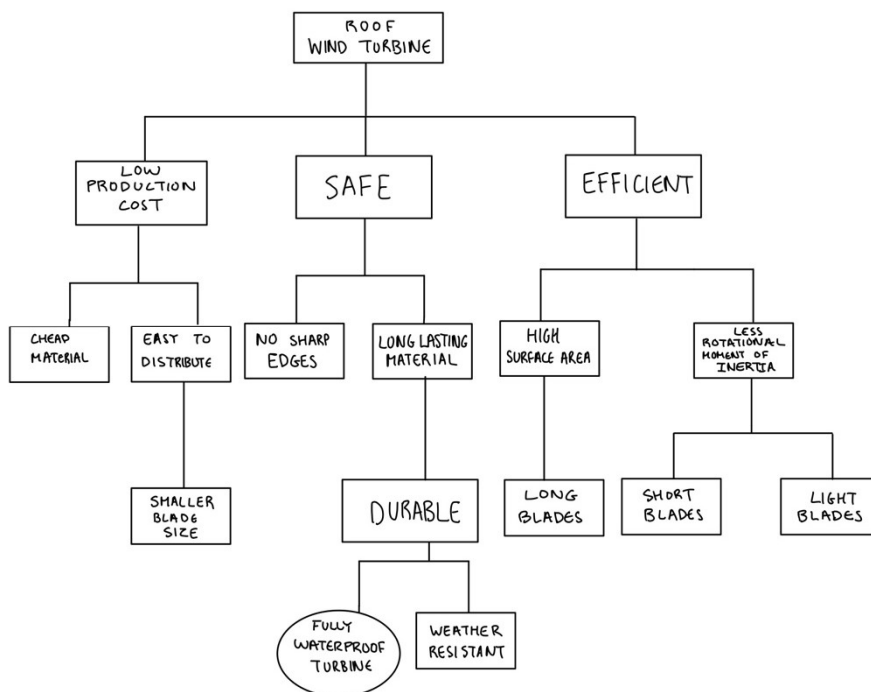 ROOF
WIND TURBINE
LOW
PRODUCTION
COST
SAFE
EFFICIENT
CHEAP
MATERIAL
EASY TO
DISTRIBUTE
NO SHARP
EDGES
LONG LASTING
MATERIAL
HIGH
SURFACE AREA
LESS
ROTATIONAL
MOMENT OF
INERTIA
SMALLER
BLADE
SIZE
DURABLE
LONG
BLADES
SHORT
BLADES
LIGHT
BLADES
FULLY
WATERPROOF
TURBINE
WEATHER
RESISTANT